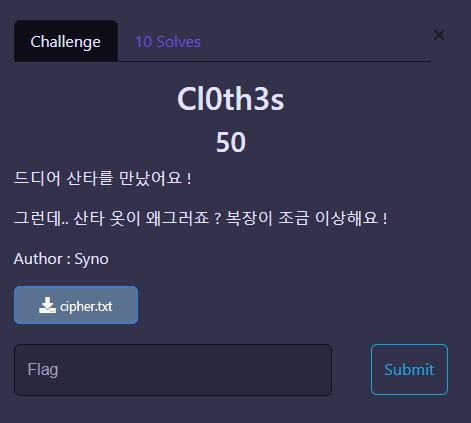 Challenge
10 Solves
×
Cl0th3s
50
드디어 산타를 만났어요 !
그런데.. 산타 옷이 왜그러죠 ? 복장이 조금 이상해요 !
Author : Syno
cipher.txt
Flag
Submit